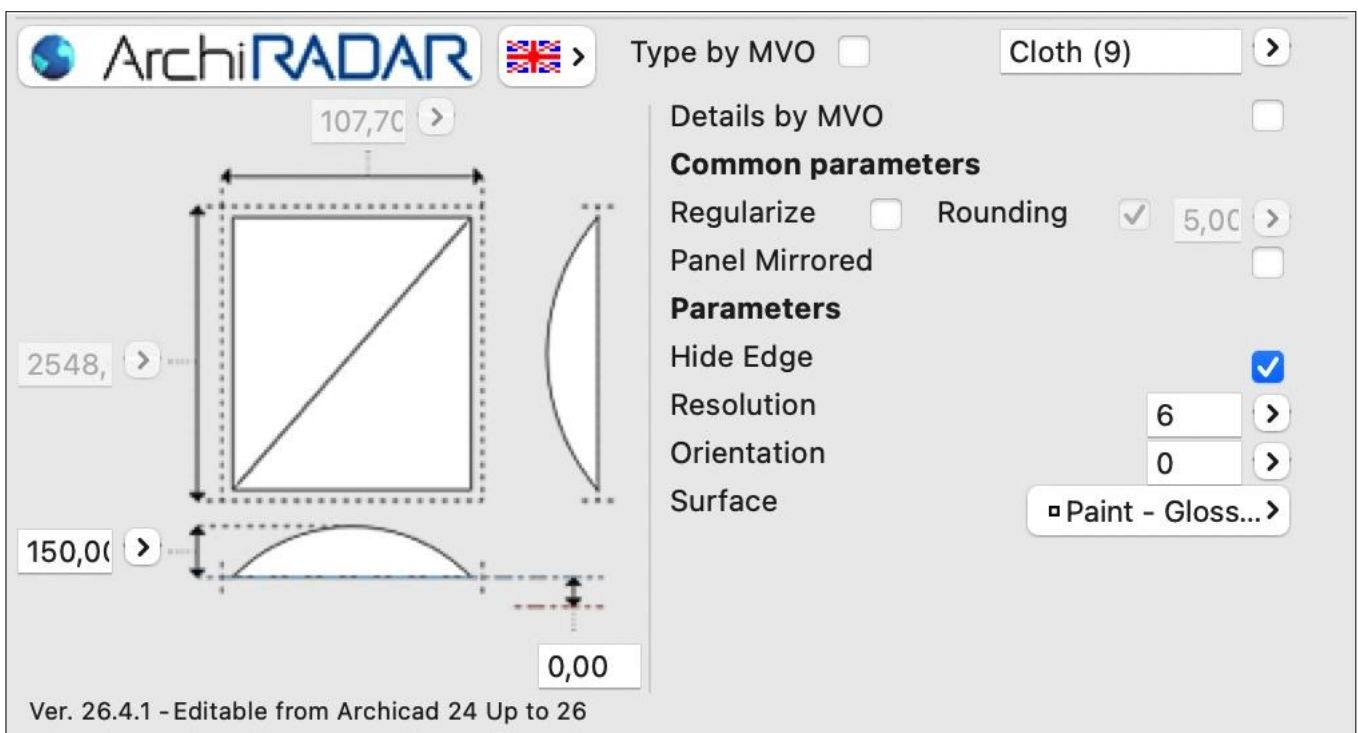 ArchiRADAR
Type by MVO
Cloth (9)
107,70
Details by MVO
Common parameters
Regularize
Rounding
5,00
Panel Mirrored
Parameters
2548,
Hide Edge
Resolution
6
Orientation
0
Surface
Paint - Gloss...
150,00
0,00
Ver. 26.4.1 - Editable from Archicad 24 Up to 26